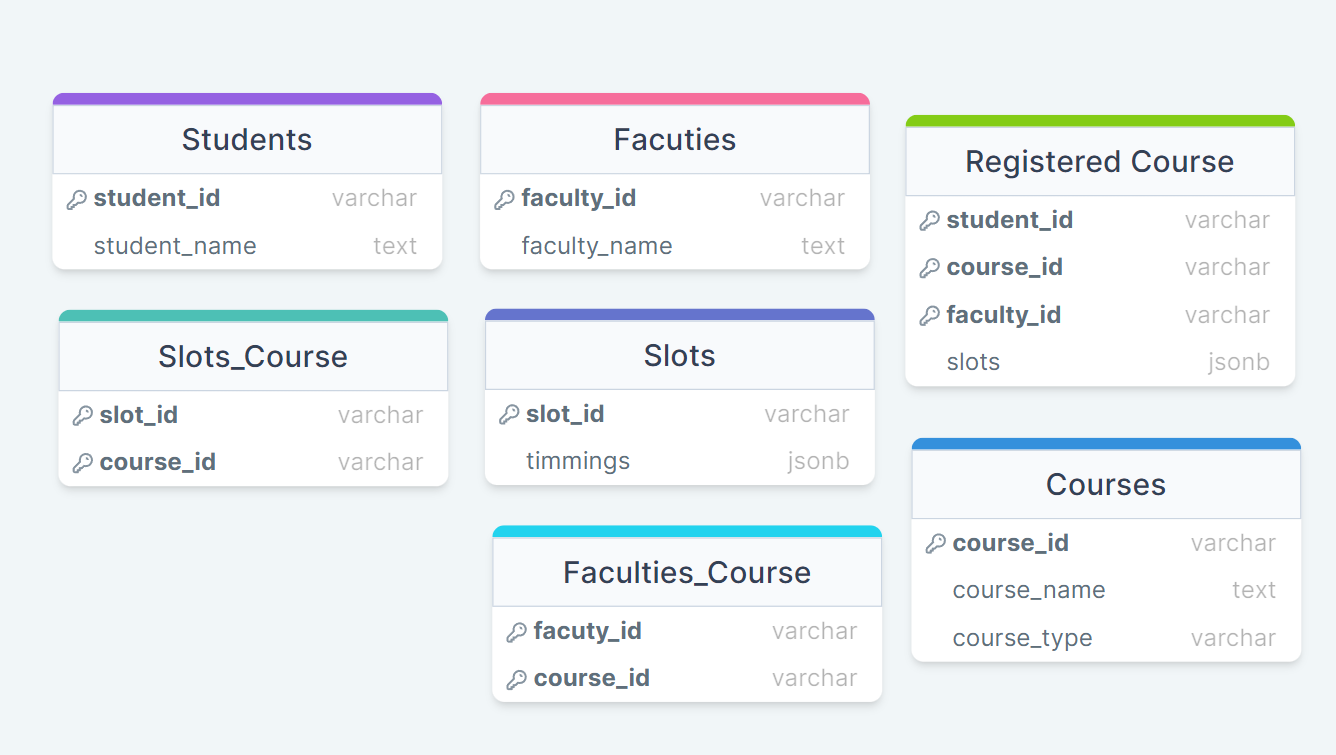 Students
student_id varchar
student_name text
Facuties
faculty_id varchar
faculty_name text
Registered Course
student_id varchar
course_id varchar
faculty_id varchar
slots jsonb
Slots_Course
slot_id varchar
course_id varchar
Slots
slot_id varchar
timmings jsonb
Courses
course_id varchar
course_name text
course_type varchar
Faculties_Course
facuty_id varchar
course_id varchar